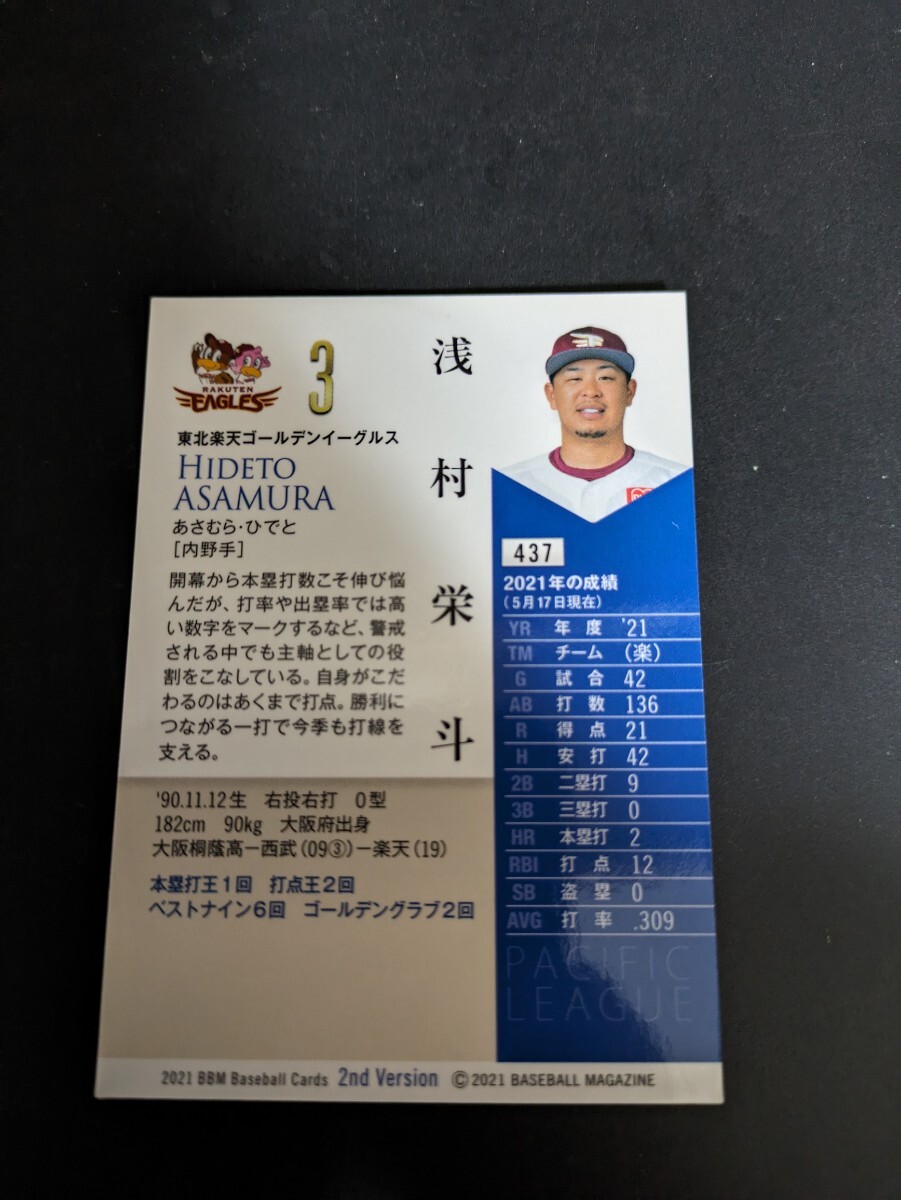 RAKUTEN
EAGLES
3
東北楽天ゴールデンイーグルス
HIDETO
ASAMURA
あさむら・ひでと
[内野手]
浅村栄斗
開幕から本塁打数こそ伸び悩
んだが、打率や出塁率では高
い数字をマークするなど、警戒
される中でも主軸としての役
割をこなしている。自身がこだ
わるのはあくまで打点。勝利に
つながる一打で今季も打線を
支える。
'90.11.12生 右投右打 O型
182cm 90kg 大阪府出身
大阪桐蔭高－西武(09③)－楽天(19)
本塁打王1回 打点王2回
ベストナイン6回 ゴールデングラブ2回
437
2021年の成績
(5月17日現在)
YR 年度 '21
TM チーム (楽)
G 試合 42
AB 打数 136
R 得点 21
H 安打 42
2B 二塁打 9
3B 三塁打 0
HR 本塁打 2
RBI 打点 12
SB 盗塁 0
AVG 打率 .309
PACIFIC
LEAGUE
2021 BBM Baseball Cards 2nd Version ©2021 BASEBALL MAGAZINE